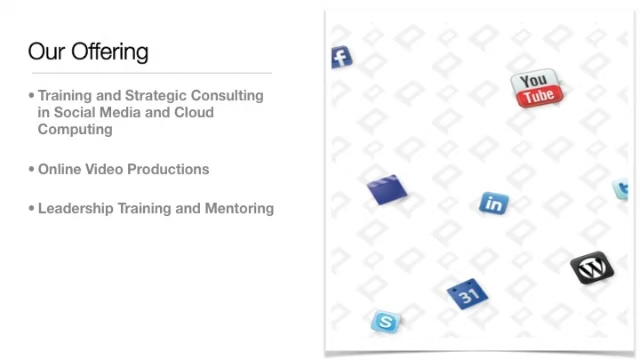 Our Offering
• Training and Strategic Consulting
in Social Media and Cloud
Computing
• Online Video Productions
• Leadership Training and Mentoring
f
You
Tube
in
t
W
31
S